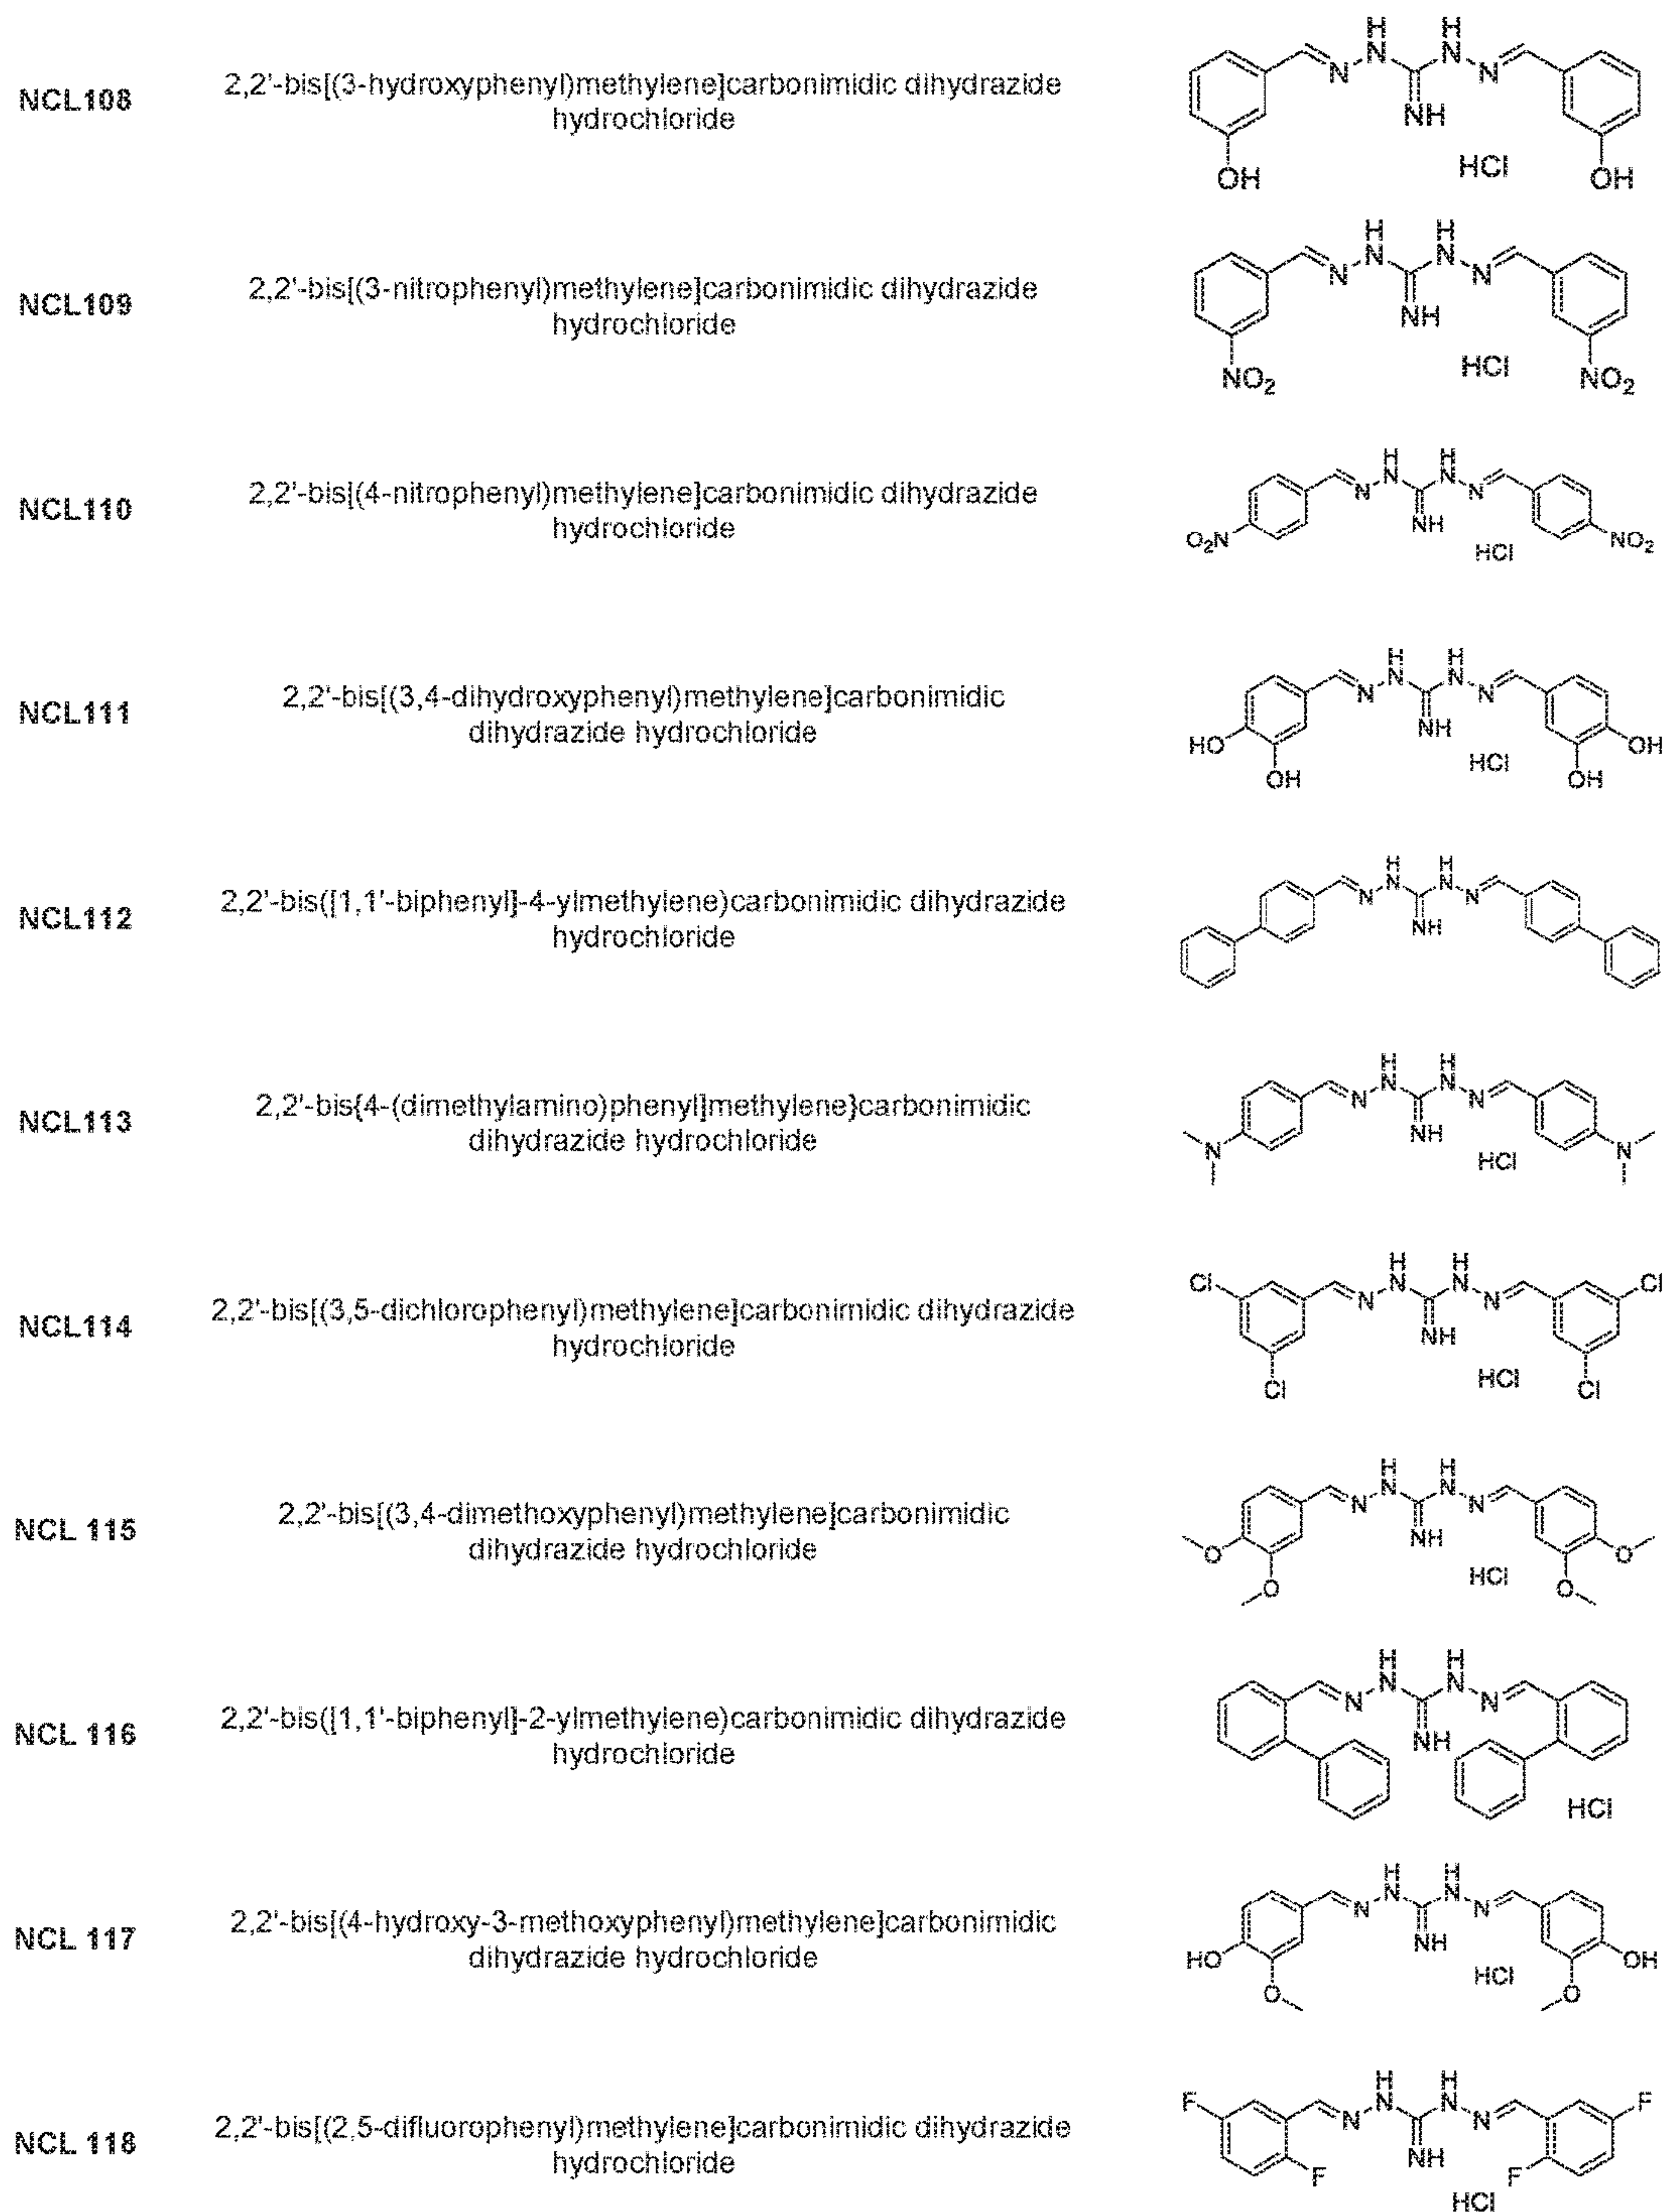 NCL108
2,2'-bis[(3-hydroxyphenyl)methylene]carbonimidic dihydrazide
hydrochloride
H H
N N
N N
NH
HCl
OH OH
NCL109
2,2'-bis[(3-nitrophenyl)methylene]carbonimidic dihydrazide
hydrochloride
H H
N N
N N
NH
HCl
NO2 NO2
NCL110
2,2'-bis[(4-nitrophenyl)methylene]carbonimidic dihydrazide
hydrochloride
H H
N N
N N
NH
O2N HCl NO2
NCL111
2,2'-bis[(3,4-dihydroxyphenyl)methylene]carbonimidic
dihydrazide hydrochloride
H H
N N
N N
NH
HO HCl OH
OH OH
NCL112
2,2'-bis([1,1'-biphenyl]-4-ylmethylene)carbonimidic dihydrazide
hydrochloride
H H
N N
N N
NH
NCL113
2,2'-bis{4-(dimethylamino)phenyl]methylene}carbonimidic
dihydrazide hydrochloride
H H
N N
N N
NH
N HCl N
NCL114
2,2'-bis[(3,5-dichlorophenyl)methylene]carbonimidic dihydrazide
hydrochloride
H H
Cl N N Cl
N N
NH
HCl
Cl Cl
NCL 115
2,2'-bis[(3,4-dimethoxyphenyl)methylene]carbonimidic
dihydrazide hydrochloride
H H
N N
N N
NH
O HCl O
O O
NCL 116
2,2'-bis([1,1'-biphenyl]-2-ylmethylene)carbonimidic dihydrazide
hydrochloride
H H
N N
N N
NH
HCl
NCL 117
2,2'-bis[(4-hydroxy-3-methoxyphenyl)methylene]carbonimidic
dihydrazide hydrochloride
H H
N N
N N
NH
HO HCl OH
O O
NCL 118
2,2'-bis[(2,5-difluorophenyl)methylene]carbonimidic dihydrazide
hydrochloride
H H
F N N F
N N
NH
F F
HCl